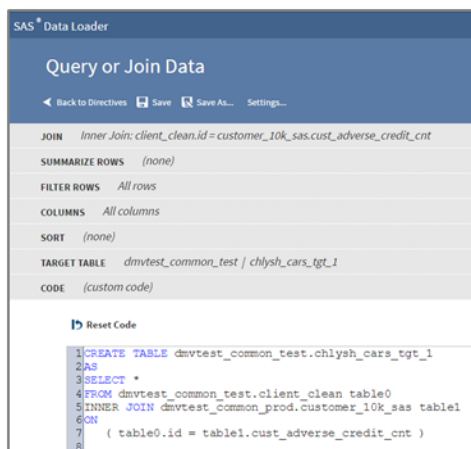 SAS® Data Loader
Query or Join Data
Back to Directives Save Save As... Settings...
JOIN Inner Join: client_clean.id = customer_10k_sas.cust_adverse_credit_cnt
SUMMARIZE ROWS (none)
FILTER ROWS All rows
COLUMNS All columns
SORT (none)
TARGET TABLE dmvtest_common_test | chlysh_cars_tgt_1
CODE (custom code)
Reset Code
1 CREATE TABLE dmvtest_common_test.chlysh_cars_tgt_1
2 AS
3 SELECT *
4 FROM dmvtest_common_test.client_clean table0
5 INNER JOIN dmvtest_common_prod.customer_10k_sas table1
6 ON
7 ( table0.id = table1.cust_adverse_credit_cnt )
8